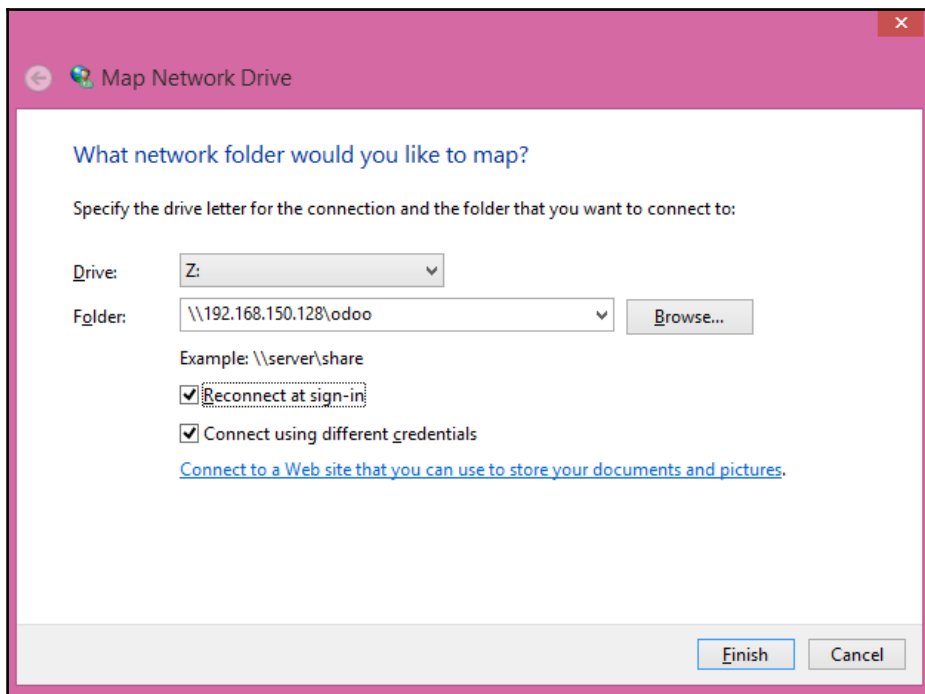 Map Network Drive
What network folder would you like to map?
Specify the drive letter for the connection and the folder that you want to connect to:
Drive: Z:
Folder: \\192.168.150.128\odoo Browse...
Example: \\server\share
Reconnect at sign-in
Connect using different credentials
Connect to a Web site that you can use to store your documents and pictures.
Finish Cancel